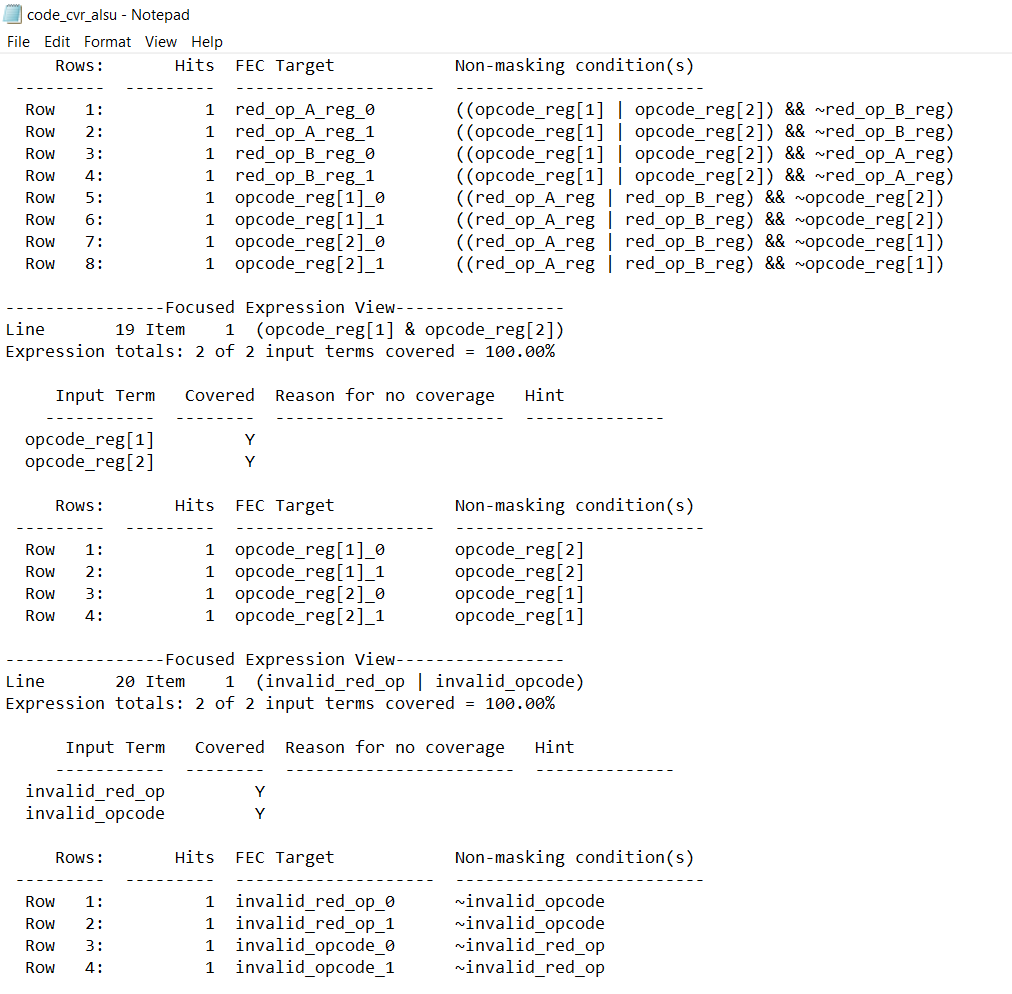 code_cvr_alsu - Notepad
File Edit Format View Help
     Rows:       Hits  FEC Target            Non-masking condition(s)
 ---------  ---------  --------------------  -------------------------
  Row   1:          1  red_op_A_reg_0        ((opcode_reg[1] | opcode_reg[2]) && ~red_op_B_reg)
  Row   2:          1  red_op_A_reg_1        ((opcode_reg[1] | opcode_reg[2]) && ~red_op_B_reg)
  Row   3:          1  red_op_B_reg_0        ((opcode_reg[1] | opcode_reg[2]) && ~red_op_A_reg)
  Row   4:          1  red_op_B_reg_1        ((opcode_reg[1] | opcode_reg[2]) && ~red_op_A_reg)
  Row   5:          1  opcode_reg[1]_0       ((red_op_A_reg | red_op_B_reg) && ~opcode_reg[2])
  Row   6:          1  opcode_reg[1]_1       ((red_op_A_reg | red_op_B_reg) && ~opcode_reg[2])
  Row   7:          1  opcode_reg[2]_0       ((red_op_A_reg | red_op_B_reg) && ~opcode_reg[1])
  Row   8:          1  opcode_reg[2]_1       ((red_op_A_reg | red_op_B_reg) && ~opcode_reg[1])

----------------Focused Expression View-----------------
Line       19 Item    1  (opcode_reg[1] & opcode_reg[2])
Expression totals: 2 of 2 input terms covered = 100.00%

     Input Term   Covered  Reason for no coverage   Hint
    -----------  --------  -----------------------  --------------
  opcode_reg[1]         Y
  opcode_reg[2]         Y

     Rows:       Hits  FEC Target            Non-masking condition(s)
 ---------  ---------  --------------------  -------------------------
  Row   1:          1  opcode_reg[1]_0       opcode_reg[2]
  Row   2:          1  opcode_reg[1]_1       opcode_reg[2]
  Row   3:          1  opcode_reg[2]_0       opcode_reg[1]
  Row   4:          1  opcode_reg[2]_1       opcode_reg[1]

----------------Focused Expression View-----------------
Line       20 Item    1  (invalid_red_op | invalid_opcode)
Expression totals: 2 of 2 input terms covered = 100.00%

      Input Term   Covered  Reason for no coverage   Hint
     -----------  --------  -----------------------  --------------
  invalid_red_op         Y
  invalid_opcode         Y

     Rows:       Hits  FEC Target            Non-masking condition(s)
 ---------  ---------  --------------------  -------------------------
  Row   1:          1  invalid_red_op_0      ~invalid_opcode
  Row   2:          1  invalid_red_op_1      ~invalid_opcode
  Row   3:          1  invalid_opcode_0      ~invalid_red_op
  Row   4:          1  invalid_opcode_1      ~invalid_red_op